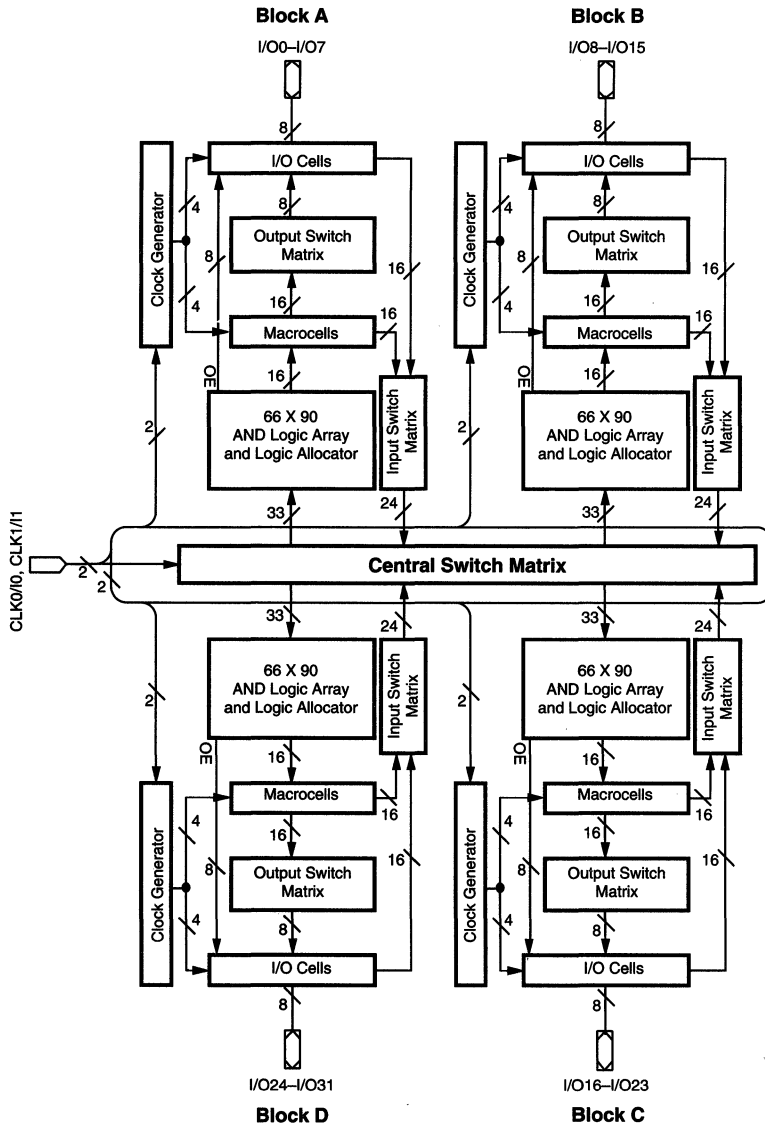 Block A
Block B
I/O0–I/O7
I/O8–I/O15
8
8
I/O Cells
I/O Cells
Clock Generator
4
8
8
Output Switch
Matrix
16
4
16
16
Macrocells
OE
16
66 X 90
AND Logic Array
and Logic Allocator
Input Switch
Matrix
2
33
24
Clock Generator
4
8
8
Output Switch
Matrix
16
4
16
16
Macrocells
OE
16
66 X 90
AND Logic Array
and Logic Allocator
Input Switch
Matrix
2
33
24
CLK0/I0, CLK1/I1
2
2
Central Switch Matrix
33
24
66 X 90
AND Logic Array
and Logic Allocator
Input Switch
Matrix
2
OE
16
Macrocells
16
Clock Generator
4
16
8
Output Switch
Matrix
16
4
8
I/O Cells
8
I/O24–I/O31
Block D
33
24
66 X 90
AND Logic Array
and Logic Allocator
Input Switch
Matrix
2
OE
16
Macrocells
16
Clock Generator
4
16
8
Output Switch
Matrix
16
4
8
I/O Cells
8
I/O16–I/O23
Block C